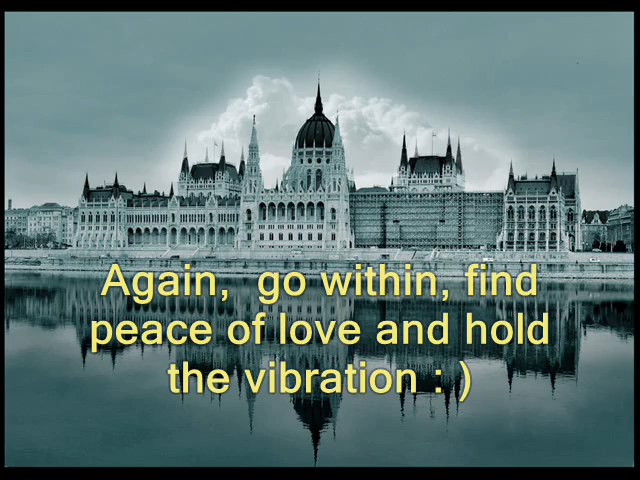 Again,  go within, find
peace of love and hold
the vibration : )